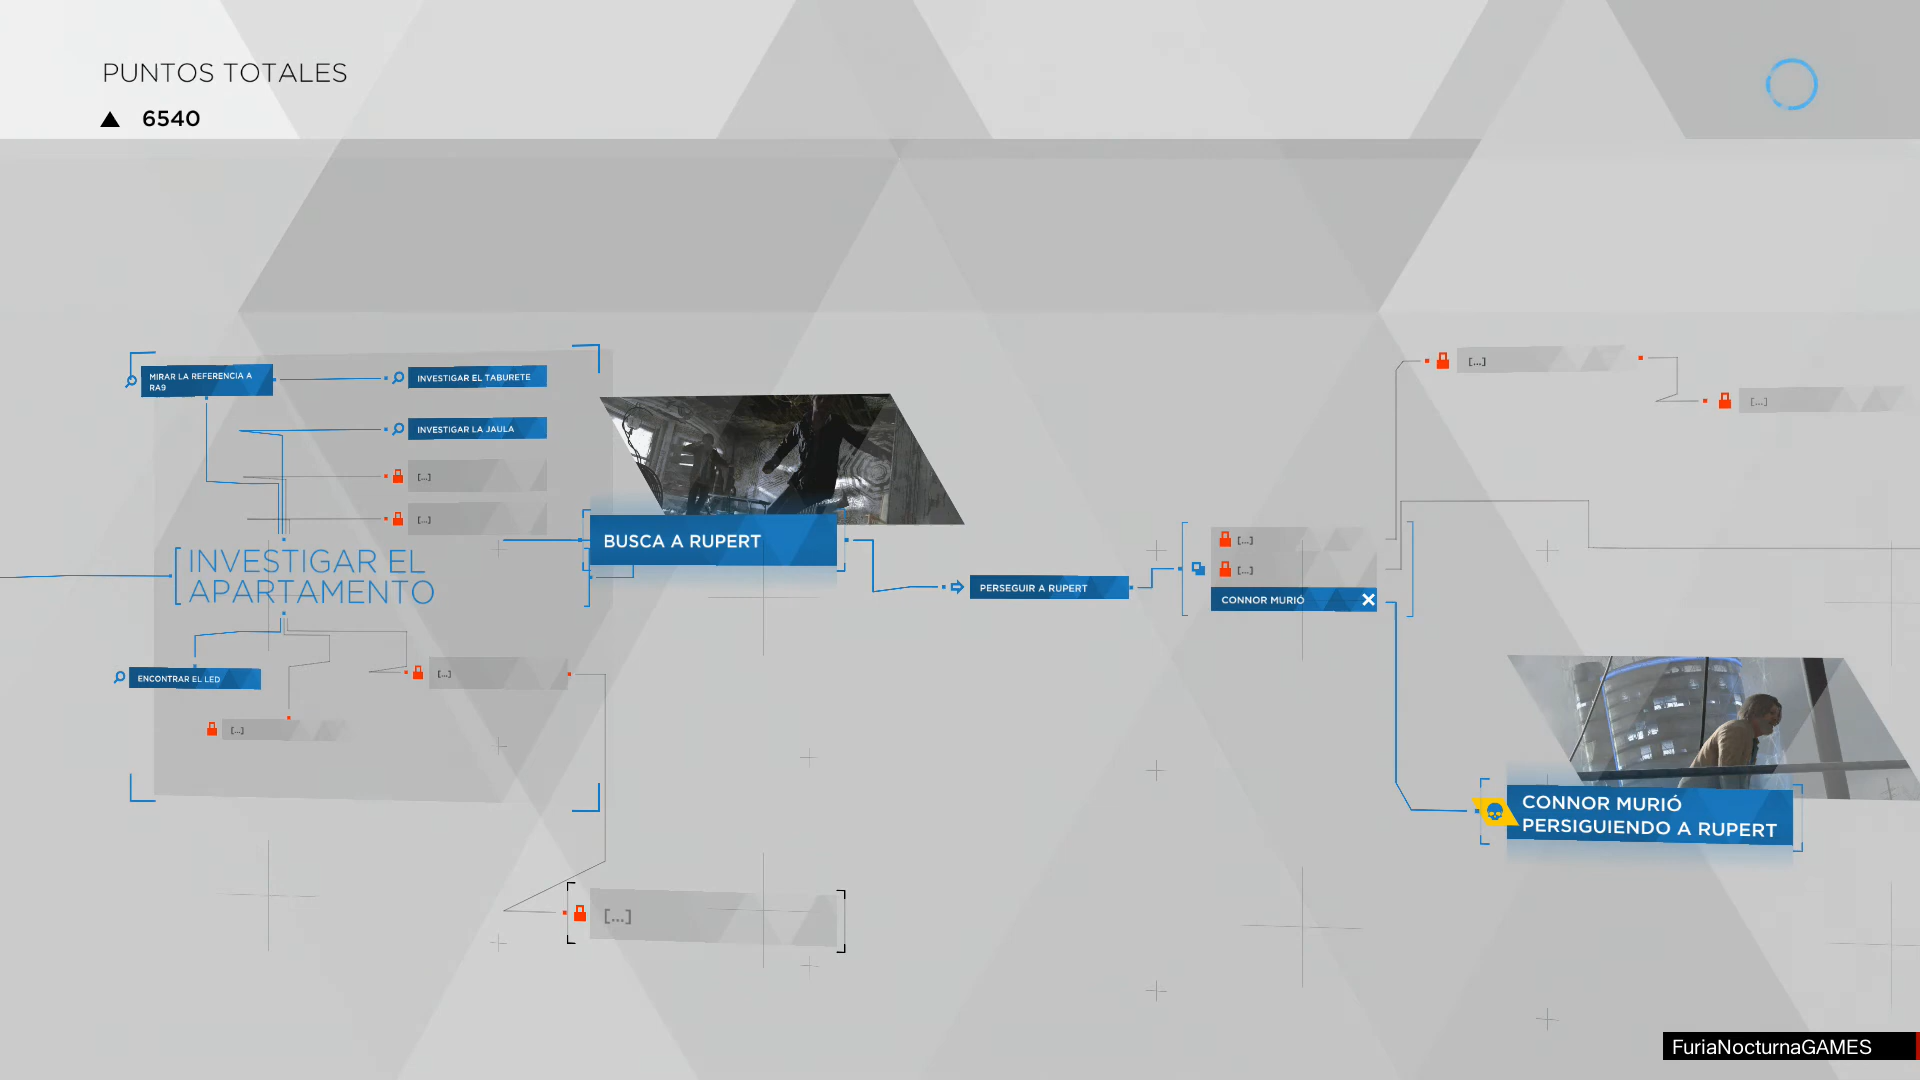 PUNTOS TOTALES
6540
MIRAR LA REFERENCIA A
RA9
INVESTIGAR EL TABURETE
INVESTIGAR LA JAULA
[...]
[...]
INVESTIGAR EL
APARTAMENTO
ENCONTRAR EL LED
[...]
[...]
BUSCA A RUPERT
[...]
PERSEGUIR A RUPERT
[...]
[...]
CONNOR MURIÓ
[...]
[...]
CONNOR MURIÓ
PERSIGUIENDO A RUPERT
FuriaNocturnaGAMES